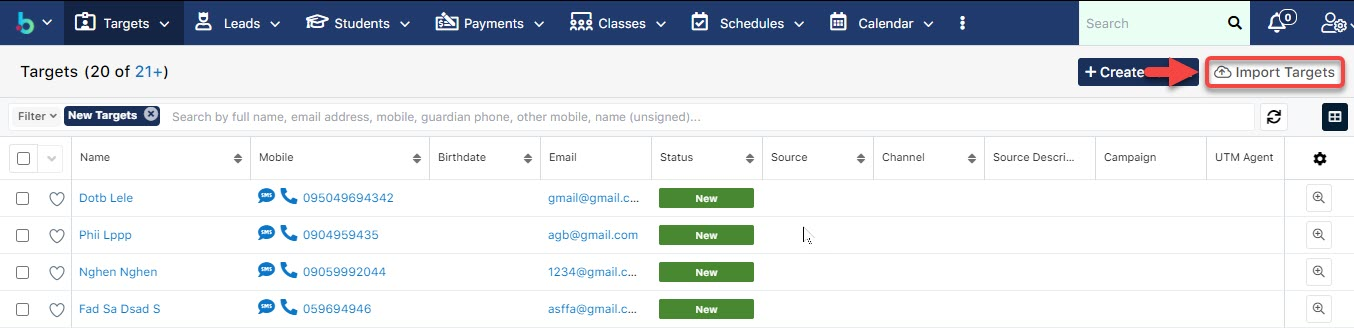 Targets Leads Students Payments Classes Schedules Calendar Search 0
Targets (20 of 21+) + Create Import Targets
Filter New Targets Search by full name, email address, mobile, guardian phone, other mobile, name (unsigned)...
Name Mobile Birthdate Email Status Source Channel Source Descri... Campaign UTM Agent
Dotb Lele SMS 095049694342 gmail@gmail.c... New
Phii Lppp SMS 0904959435 agb@gmail.com New
Nghen Nghen SMS 09059992044 1234@gmail.c... New
Fad Sa Dsad S SMS 059694946 asffa@gmail.c... New